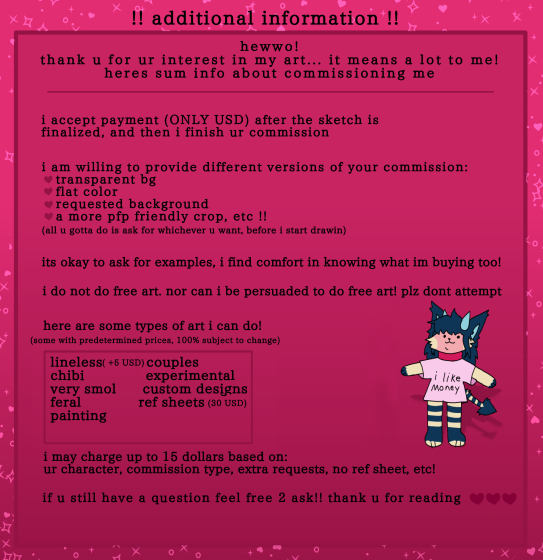 !! additional information !!
hewwo!
thank u for ur interest in my art... it means a lot to me!
heres sum info about commissioning me
i accept payment (ONLY USD) after the sketch is
finalized, and then i finish ur commission
i am willing to provide different versions of your commission:
transparent bg
flat color
requested background
a more pfp friendly crop, etc !!
(all u gotta do is ask for whichever u want, before i start drawin)
its okay to ask for examples, i find comfort in knowing what im buying too!
i do not do free art. nor can i be persuaded to do free art! plz dont attempt
here are some types of art i can do!
(some with predetermined prices, 100% subject to change)
lineless( +5 USD) couples
chibi experimental
very smol custom designs
feral ref sheets (30 USD)
painting
i like
money
i may charge up to 15 dollars based on:
ur character, commission type, extra requests, no ref sheet, etc!
if u still have a question feel free 2 ask!! thank u for reading